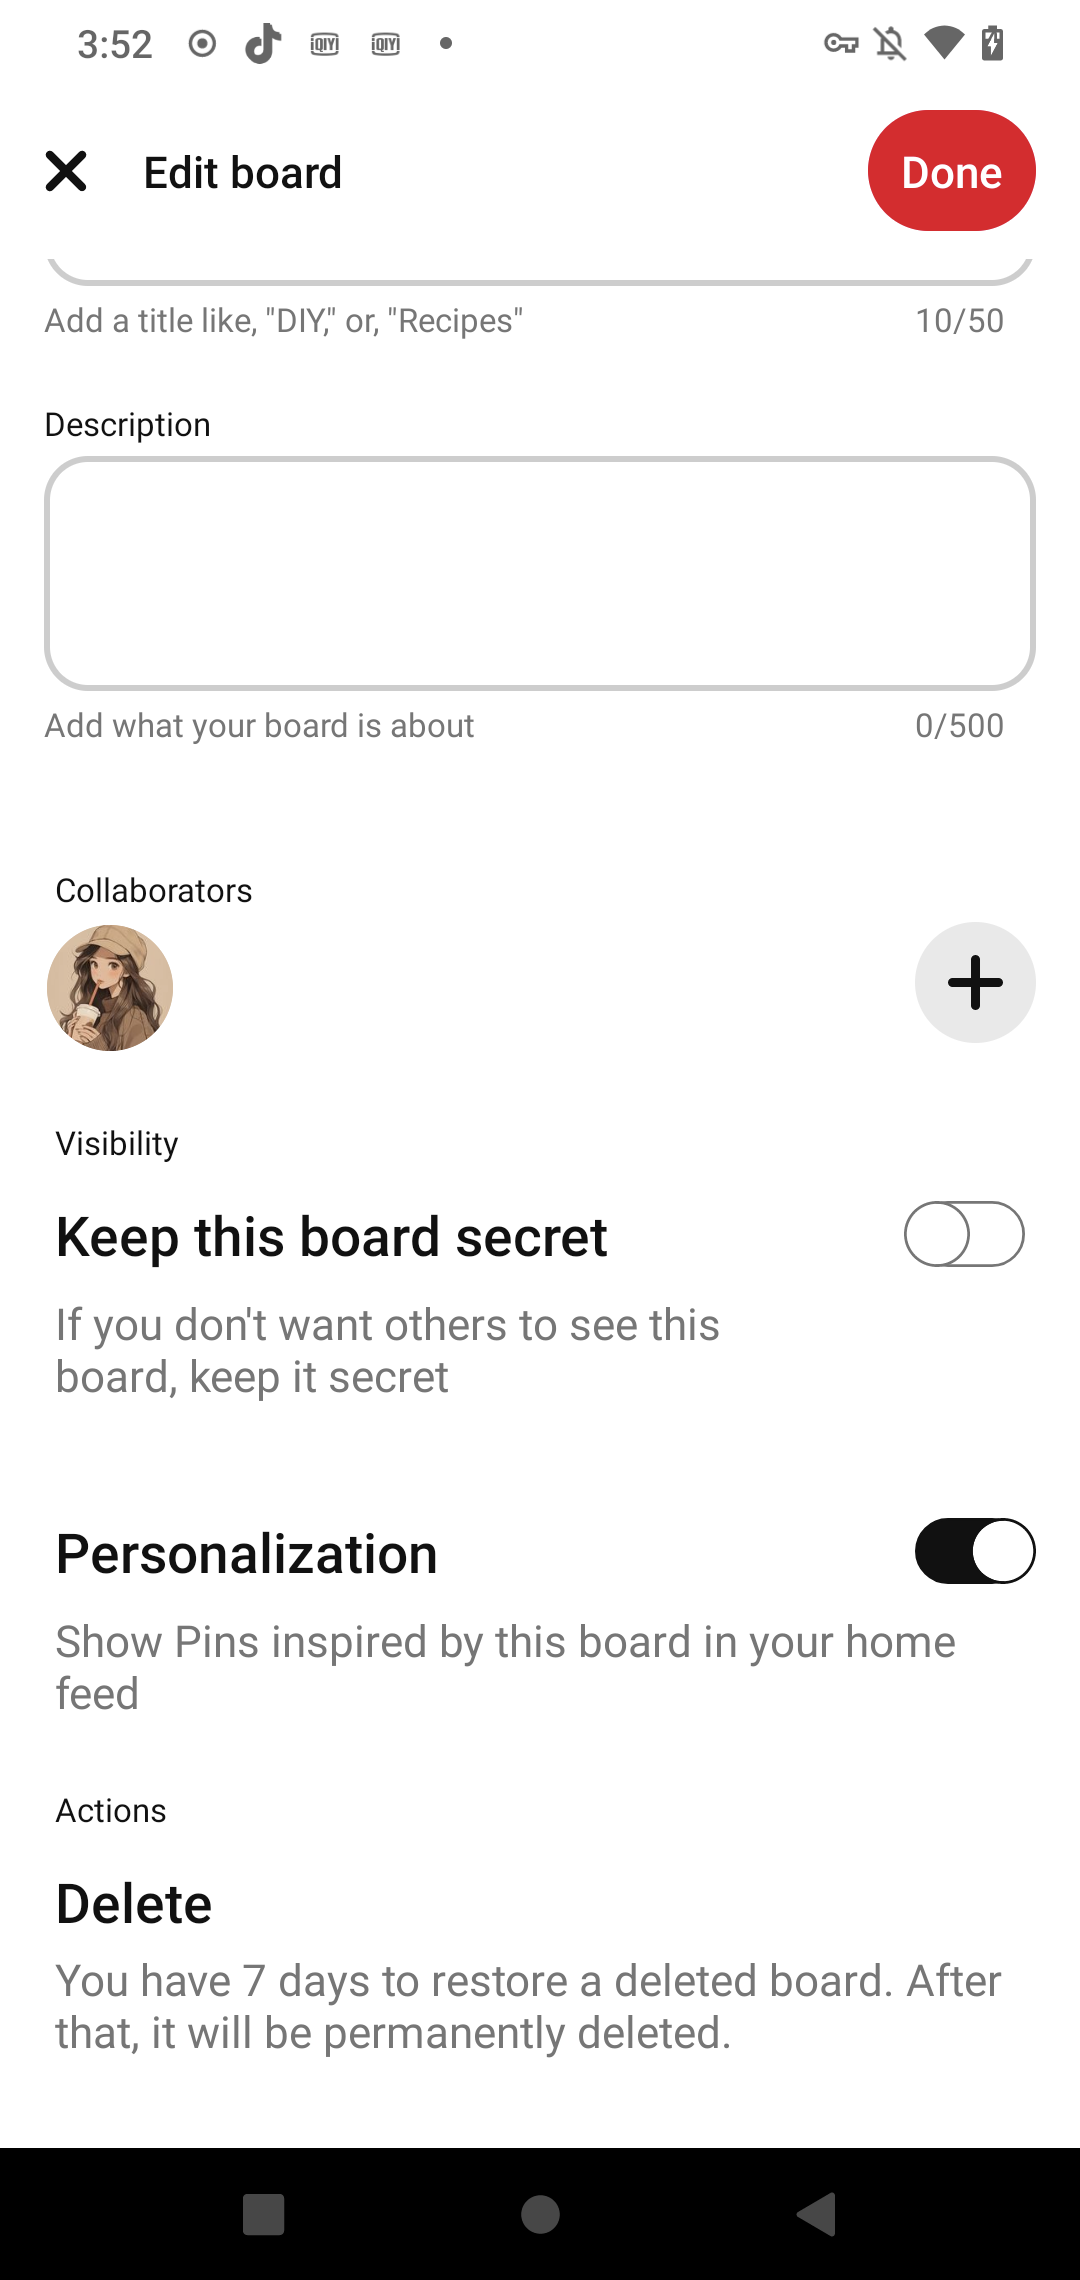 3:52
iQIYI
iQIYI
Edit board
Done
Add a title like, "DIY," or, "Recipes"
10/50
Description
Add what your board is about
0/500
Collaborators
Visibility
Keep this board secret
If you don't want others to see this
board, keep it secret
Personalization
Show Pins inspired by this board in your home
feed
Actions
Delete
You have 7 days to restore a deleted board. After
that, it will be permanently deleted.